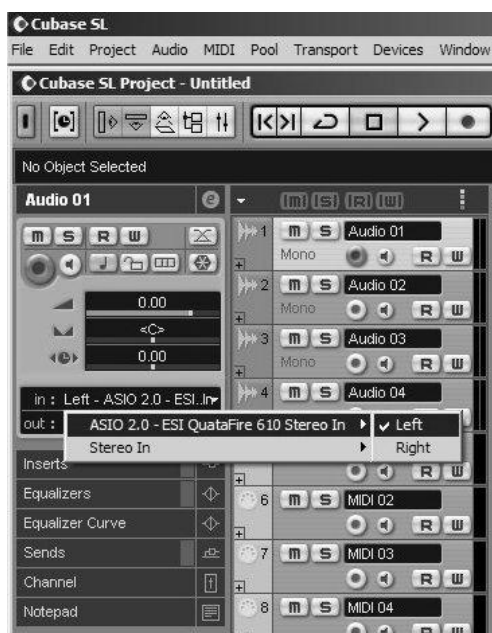 Cubase SL
File Edit Project Audio MIDI Pool Transport Devices Window
Cubase SL Project - Untitled
No Object Selected
Audio 01
m S R W
0.00
<C>
0.00
in : Left - ASIO 2.0 - ESI..In
out :
ASIO 2.0 - ESI QuataFire 610 Stereo In
Left
Stereo In
Right
Inserts
Equalizers
Equalizer Curve
Sends
Channel
Notepad
m S R W
1 m S Audio 01
Mono R W
2 m S Audio 02
Mono R W
3 m S Audio 03
Mono R W
4 m S Audio 04
R W
6 m S MIDI 02
R W
7 m S MIDI 03
R W
8 m S MIDI 04
R W